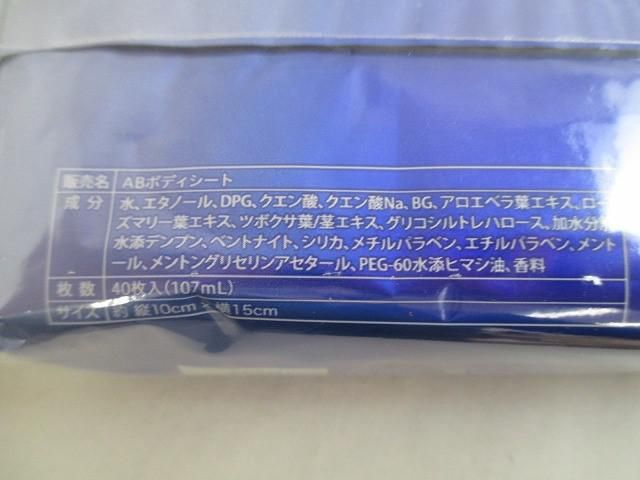 販売名 ABボディシート
成分 水、エタノール、DPG、クエン酸、クエン酸Na、BG、アロエベラ葉エキス、ロー
ズマリー葉エキス、ツボクサ葉/茎エキス、グリコシルトレハロース、加水分解
水添デンプン、ベントナイト、シリカ、メチルパラベン、エチルパラベン、メント
ール、メントングリセリンアセタール、PEG-60水添ヒマシ油、香料
枚数 40枚入(107mL)
サイズ 約 縦10cm×横15cm